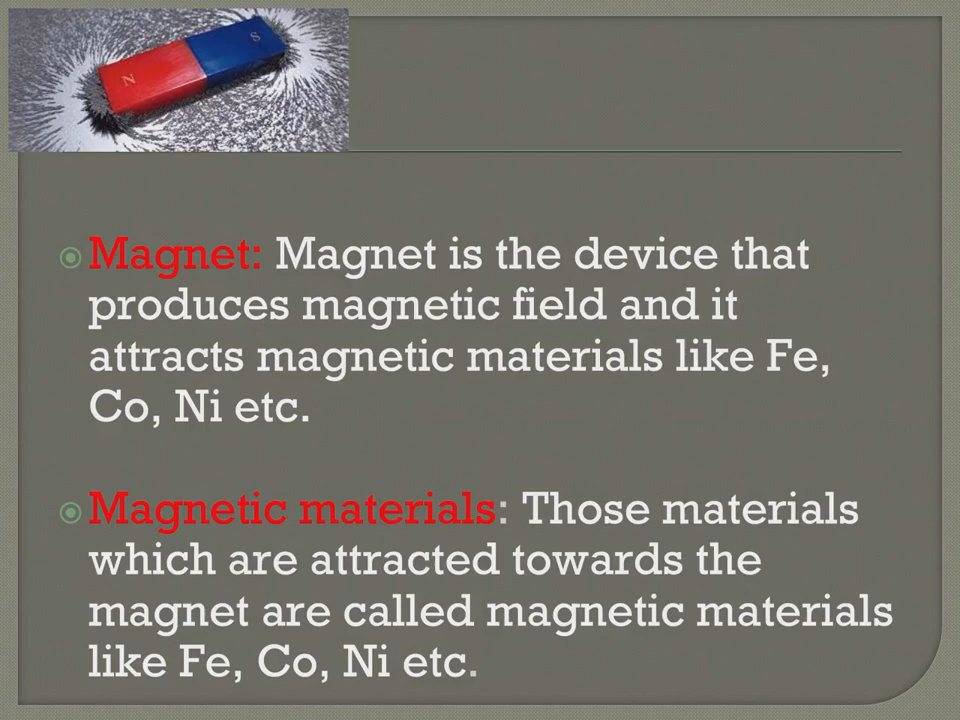 N S
Magnet: Magnet is the device that
produces magnetic field and it
attracts magnetic materials like Fe,
Co, Ni etc.
Magnetic materials: Those materials
which are attracted towards the
magnet are called magnetic materials
like Fe, Co, Ni etc.